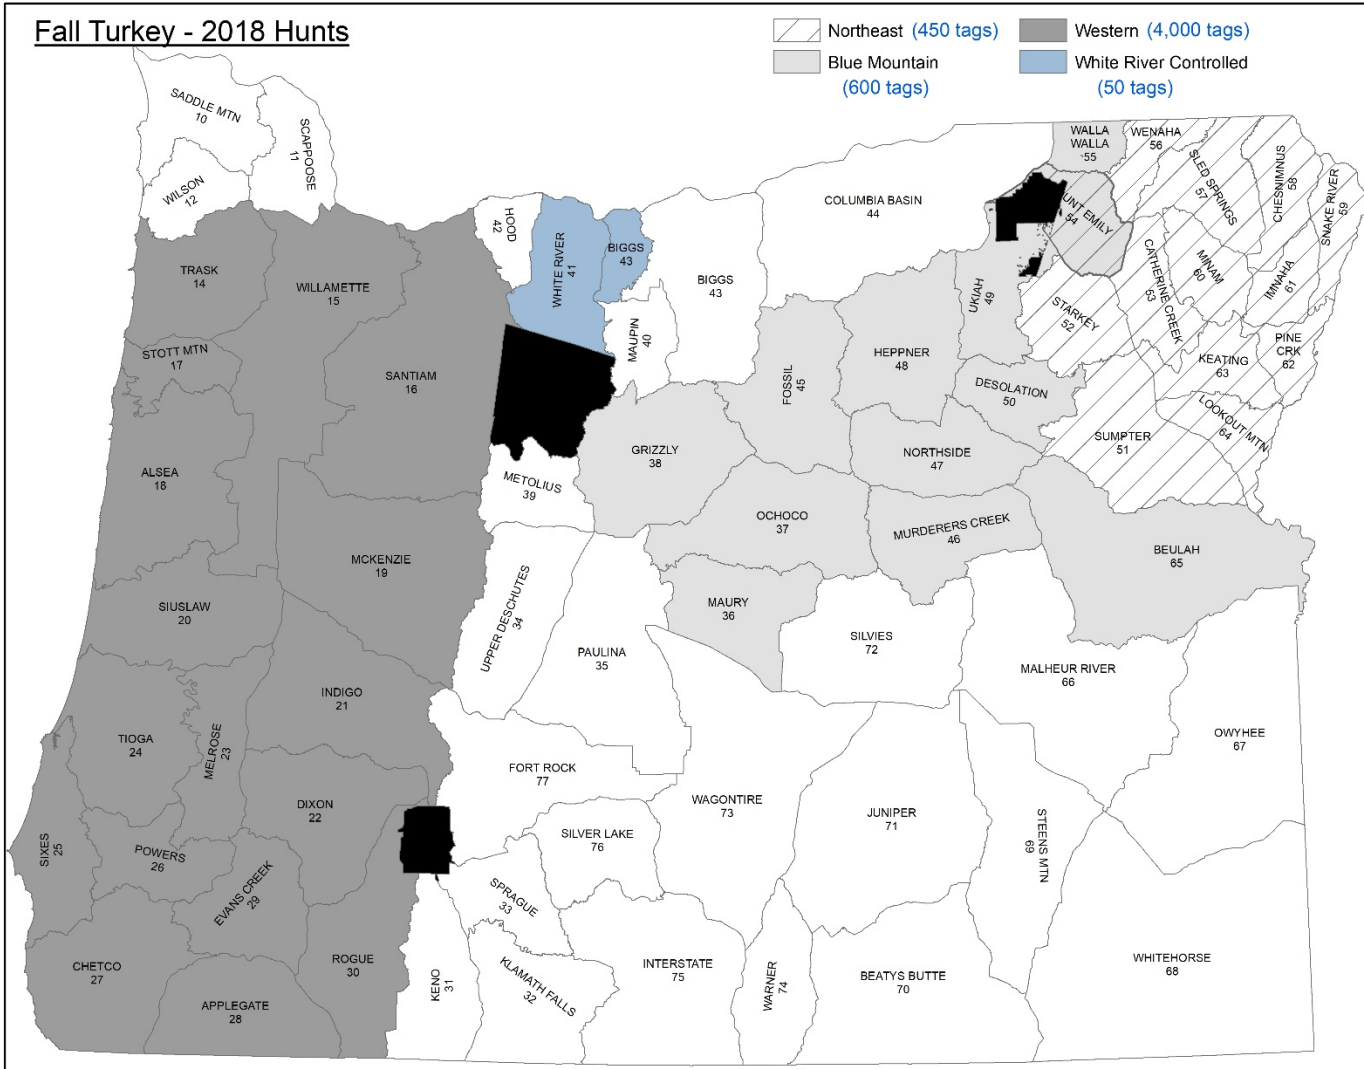 Fall Turkey - 2018 Hunts
Northeast (450 tags)
Western (4,000 tags)
Blue Mountain
(600 tags)
White River Controlled
(50 tags)
SADDLE MTN
10
SCAPPOOSE
11
WILSON
12
WALLA
WALLA
55
WENAHA
56
SLED SPRINGS
57
CHESNIMNUS
58
SNAKE RIVER
59
HOOD
42
WHITE RIVER
41
BIGGS
43
BIGGS
43
COLUMBIA BASIN
44
UNT EMILY
54
TRASK
14
WILLAMETTE
15
CATHERINE CREEK
53
MINAM
60
IMNAHA
61
UKIAH
49
STARKEY
52
MAUPIN
40
STOTT MTN
17
SANTIAM
16
FOSSIL
45
HEPPNER
48
DESOLATION
50
KEATING
63
PINE
CRK
62
LOOKOUT MTN
64
SUMPTER
51
ALSEA
18
METOLIUS
39
GRIZZLY
38
NORTHSIDE
47
OCHOCO
37
MURDERERS CREEK
46
MCKENZIE
19
BEULAH
65
SIUSLAW
20
UPPER DESCHUTES
34
MAURY
36
PAULINA
35
SILVIES
72
MALHEUR RIVER
66
INDIGO
21
TIOGA
24
MELROSE
23
OWYHEE
67
FORT ROCK
77
DIXON
22
WAGONTIRE
73
JUNIPER
71
STEENS MTN
69
SIXES
25
POWERS
26
SILVER LAKE
76
EVANS CREEK
29
SPRAGUE
33
CHETCO
27
ROGUE
30
KENO
31
KLAMATH FALLS
32
INTERSTATE
75
WARNER
74
BEATYS BUTTE
70
WHITEHORSE
68
APPLEGATE
28